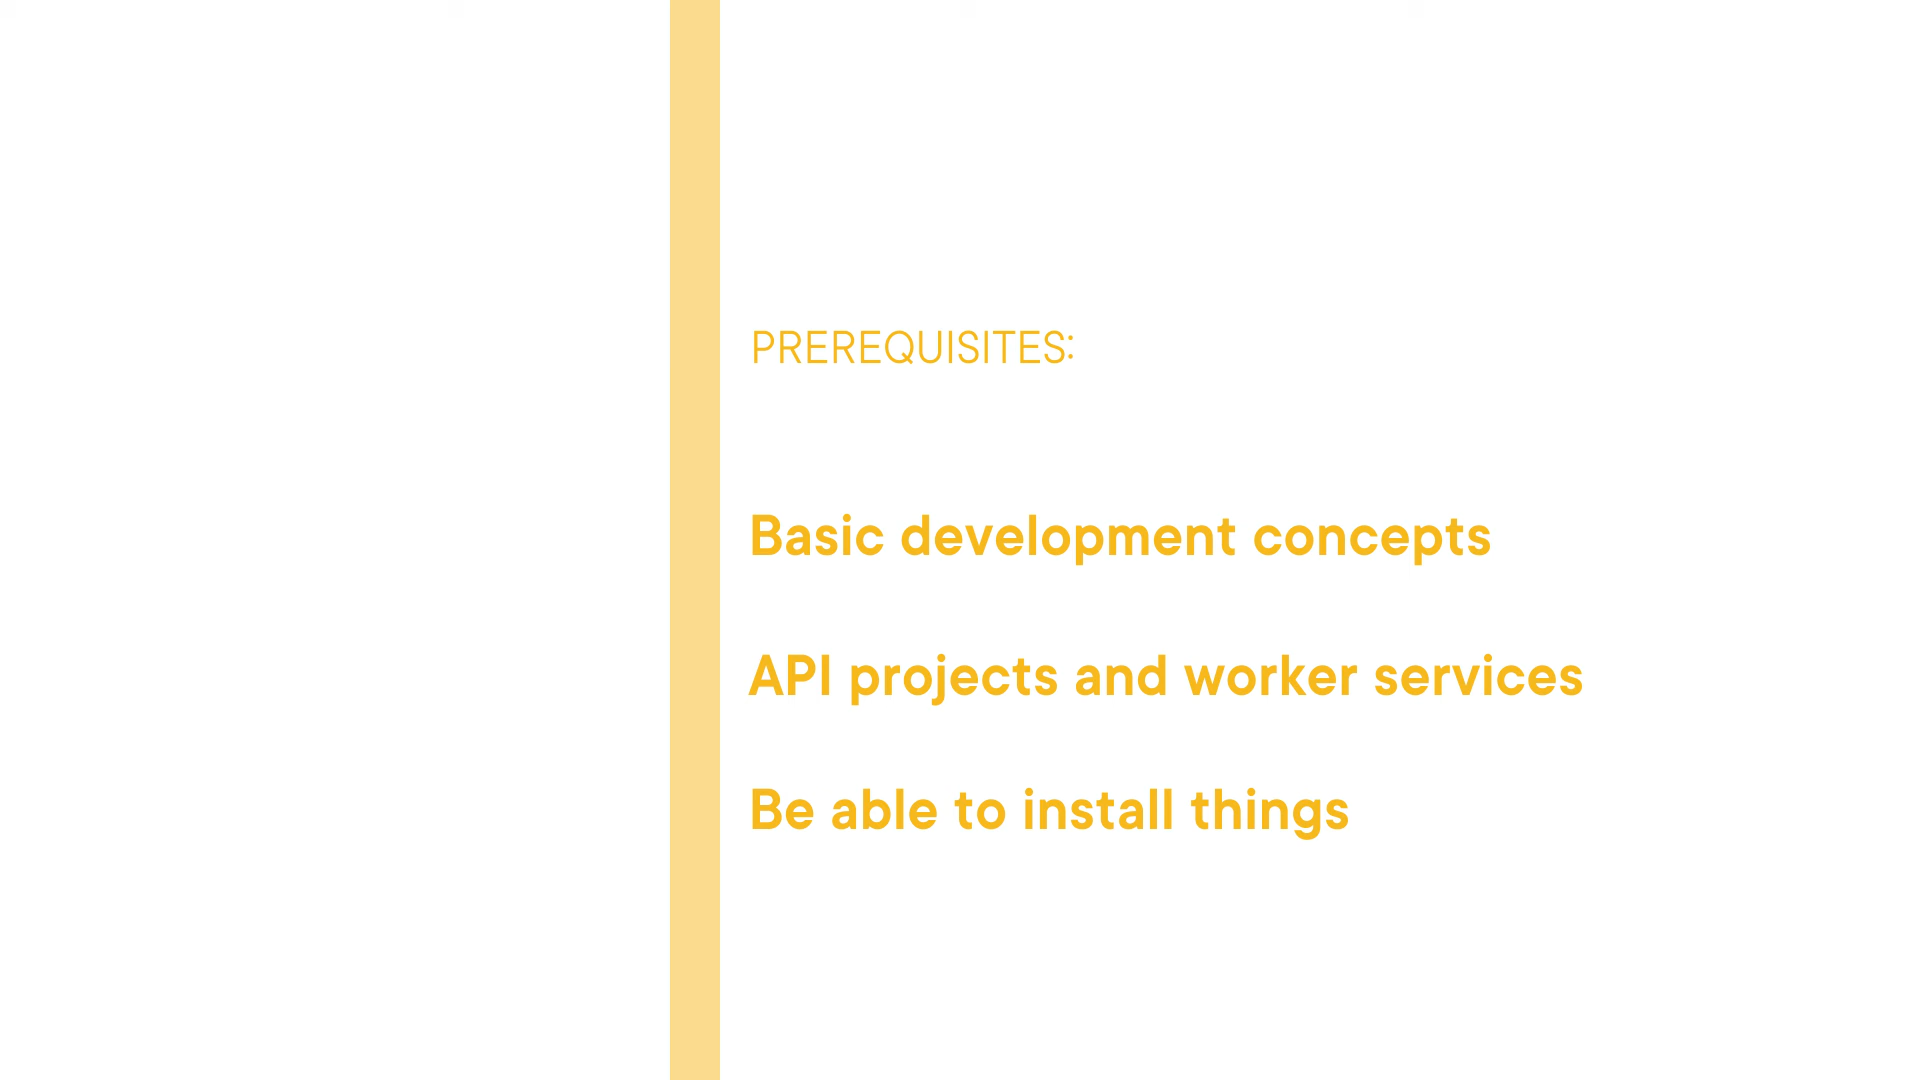 PREREQUISITES:
Basic development concepts
API projects and worker services
Be able to install things